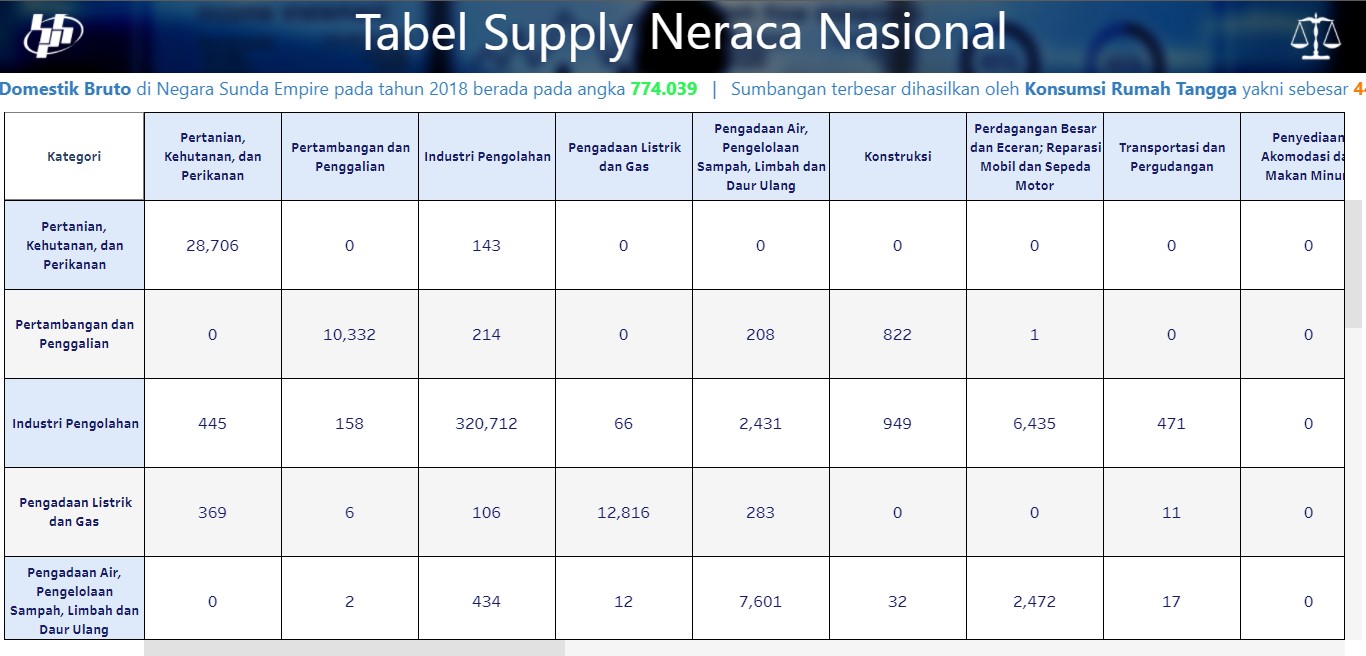 Tabel Supply Neraca Nasional
Domestik Bruto di Negara Sunda Empire pada tahun 2018 berada pada angka 774.039 | Sumbangan terbesar dihasilkan oleh Konsumsi Rumah Tangga yakni sebesar 4
Kategori
Pertanian,
Kehutanan, dan
Perikanan
Pertambangan dan
Penggalian
Industri Pengolahan
Pengadaan Listrik
dan Gas
Pengadaan Air,
Pengelolaan
Sampah, Limbah dan
Daur Ulang
Konstruksi
Perdagangan Besar
dan Eceran; Reparasi
Mobil dan Sepeda
Motor
Transportasi dan
Pergudangan
Penyediaan
Akomodasi da
Makan Minu
Pertanian,
Kehutanan, dan
Perikanan
28,706 0 143 0 0 0 0 0 0
Pertambangan dan
Penggalian
0 10,332 214 0 208 822 1 0 0
Industri Pengolahan 445 158 320,712 66 2,431 949 6,435 471 0
Pengadaan Listrik
dan Gas
369 6 106 12,816 283 0 0 11 0
Pengadaan Air,
Pengelolaan
Sampah, Limbah dan
Daur Ulang
0 2 434 12 7,601 32 2,472 17 0